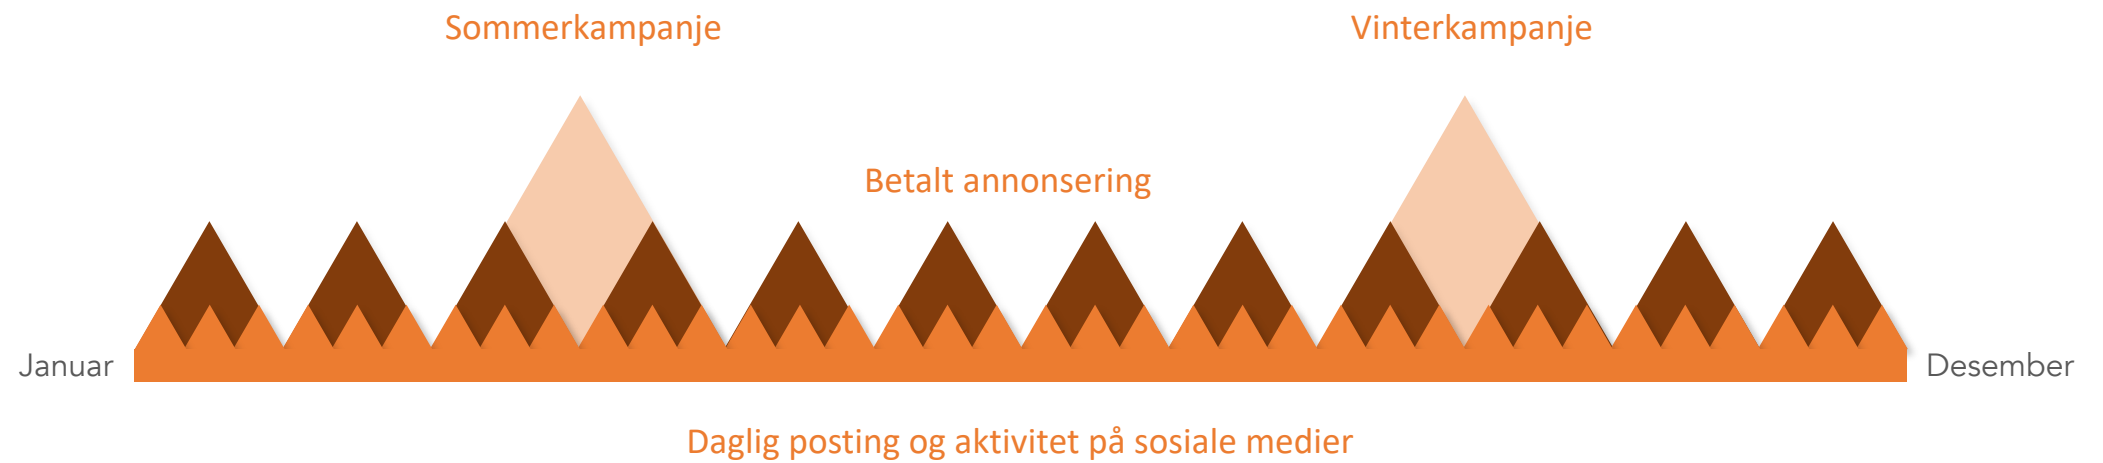 Sommerkampanje
Vinterkampanje
Betalt annonsering
Januar
Desember
Daglig posting og aktivitet på sosiale medier